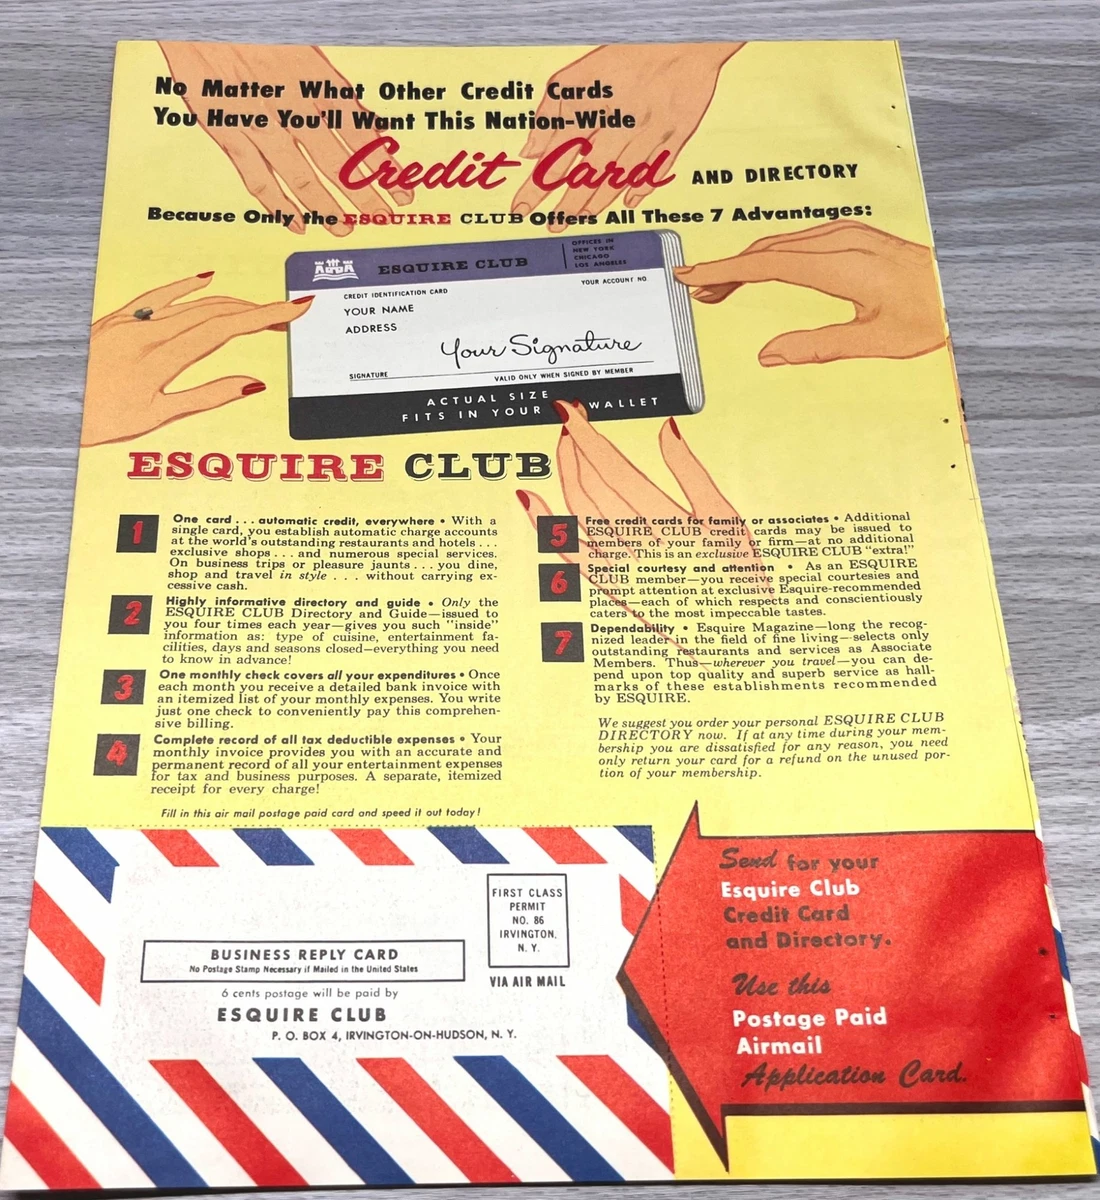 No Matter What Other Credit Cards
You Have You'll Want This Nation-Wide
Credit Card AND DIRECTORY
Because Only the ESQUIRE CLUB Offers All These 7 Advantages:
ESQUIRE CLUB
OFFICES IN
NEW YORK
CHICAGO
LOS ANGELES
CREDIT IDENTIFICATION CARD
YOUR ACCOUNT NO
YOUR NAME
ADDRESS
Your Signature
SIGNATURE
VALID ONLY WHEN SIGNED BY MEMBER
ACTUAL SIZE
FITS IN YOUR WALLET
ESQUIRE CLUB
1
One card . . . automatic credit, everywhere • With a
single card, you establish automatic charge accounts
at the world's outstanding restaurants and hotels . . .
exclusive shops . . . and numerous special services.
On business trips or pleasure jaunts . . . you dine,
shop and travel in style . . . without carrying ex-
cessive cash.
2
Highly informative directory and guide • Only the
ESQUIRE CLUB Directory and Guide—issued to
you four times each year—gives you such "inside"
information as: type of cuisine, entertainment fa-
cilities, days and seasons closed—everything you need
to know in advance!
3
One monthly check covers all your expenditures • Once
each month you receive a detailed bank invoice with
an itemized list of your monthly expenses. You write
just one check to conveniently pay this comprehen-
sive billing.
4
Complete record of all tax deductible expenses • Your
monthly invoice provides you with an accurate and
permanent record of all your entertainment expenses
for tax and business purposes. A separate, itemized
receipt for every charge!
5
Free credit cards for family or associates • Additional
ESQUIRE CLUB credit cards may be issued to
members of your family or firm—at no additional
charge. This is an exclusive ESQUIRE CLUB "extra!"
6
Special courtesy and attention • As an ESQUIRE
CLUB member—you receive special courtesies and
prompt attention at exclusive Esquire-recommended
places—each of which respects and conscientiously
caters to the most impeccable tastes.
7
Dependability • Esquire Magazine—long the recog-
nized leader in the field of fine living—selects only
outstanding restaurants and services as Associate
Members. Thus—wherever you travel—you can de-
pend upon top quality and superb service as hall-
marks of these establishments recommended
by ESQUIRE.
We suggest you order your personal ESQUIRE CLUB
DIRECTORY now. If at any time during your mem-
bership you are dissatisfied for any reason, you need
only return your card for a refund on the unused por-
tion of your membership.
Fill in this air mail postage paid card and speed it out today!
FIRST CLASS
PERMIT
NO. 86
IRVINGTON,
N. Y.
BUSINESS REPLY CARD
No Postage Stamp Necessary if Mailed in the United States
VIA AIR MAIL
6 cents postage will be paid by
ESQUIRE CLUB
P. O. BOX 4, IRVINGTON-ON-HUDSON, N. Y.
Send for your
Esquire Club
Credit Card
and Directory.
Use this
Postage Paid
Airmail
Application Card.